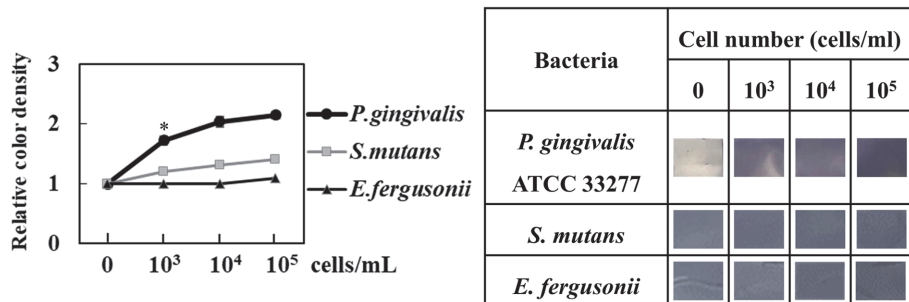 Relative color density
3
2
1
0
*
0 10³ 10⁴ 10⁵ cells/mL
P.gingivalis
S.mutans
E.fergusonii
Bacteria
Cell number (cells/ml)
0 10³ 10⁴ 10⁵
P. gingivalis
ATCC 33277
S. mutans
E. fergusonii